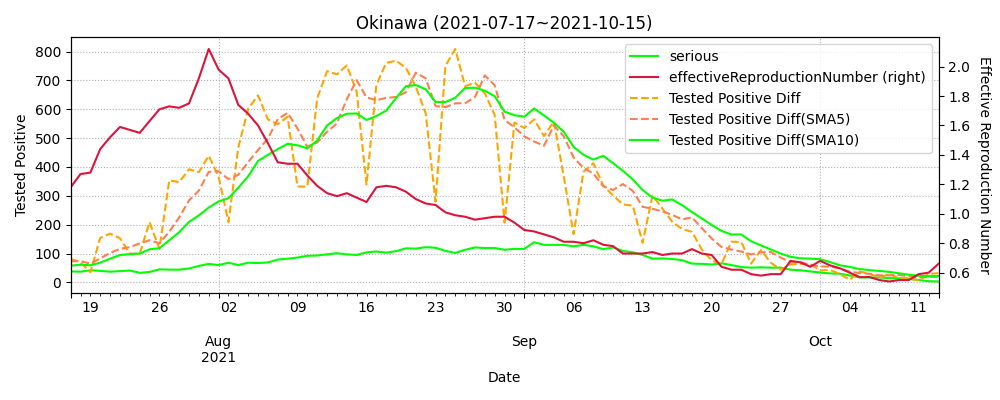 Okinawa (2021-07-17~2021-10-15)
serious
effectiveReproductionNumber (right)
Tested Positive Diff
Tested Positive Diff(SMA5)
Tested Positive Diff(SMA10)
Tested Positive
800
700
600
500
400
300
200
100
0
Effective Reproduction Number
2.0
1.8
1.6
1.4
1.2
1.0
0.8
0.6
19 26 02 09 16 23 30 06 13 20 27 04 11
Aug Sep Oct
2021
Date